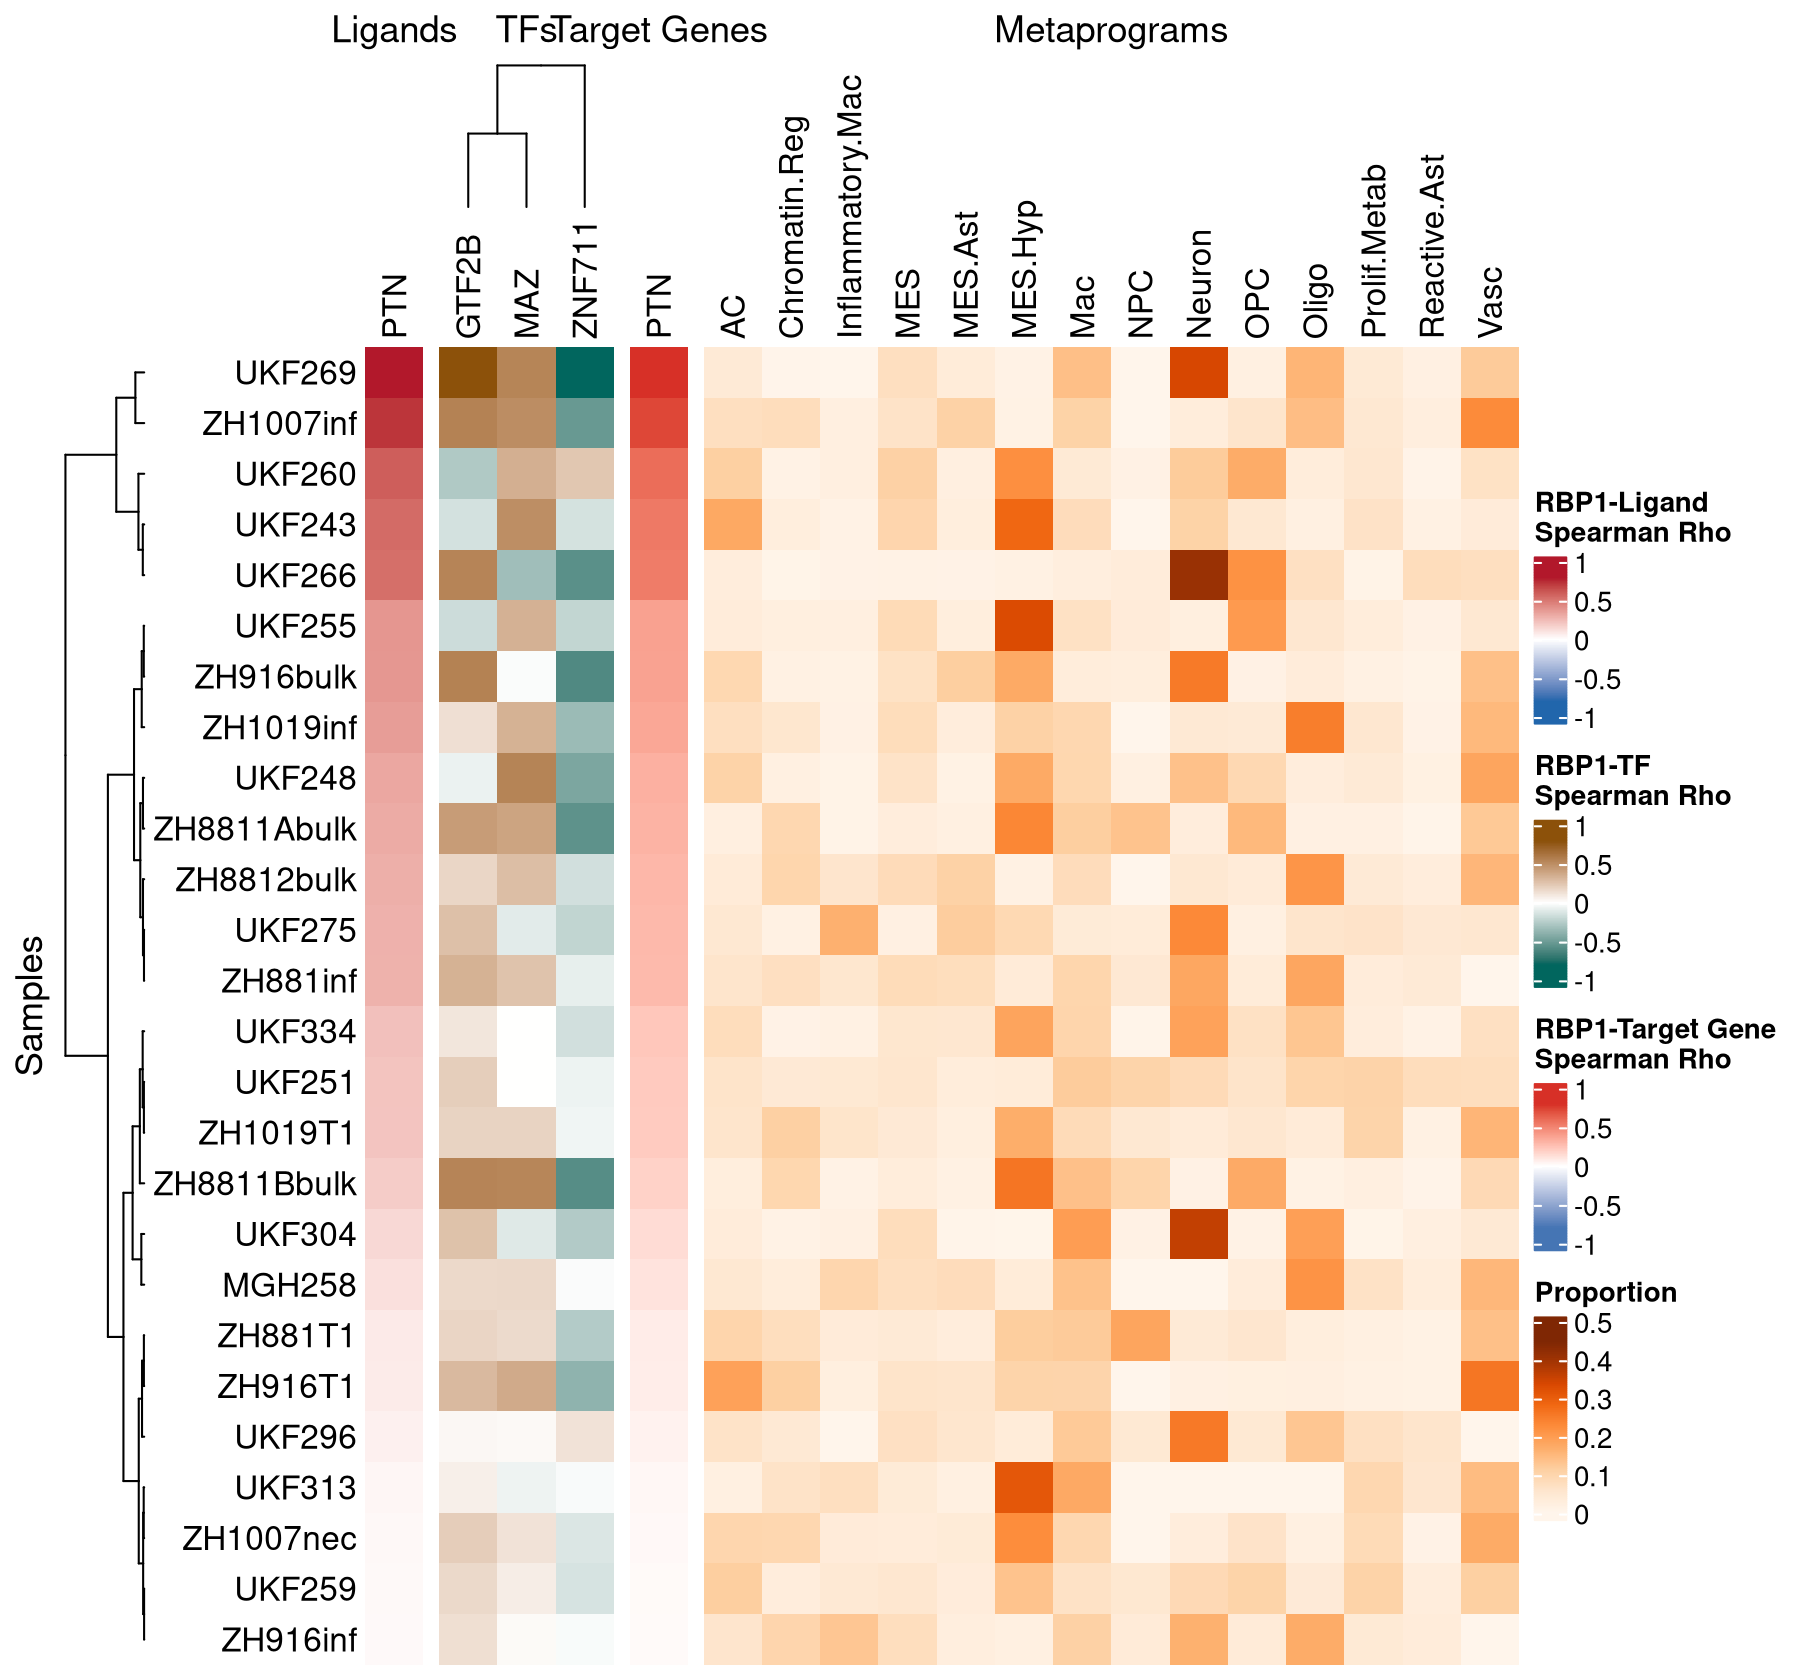 Ligands TFs Target Genes Metaprograms
PTN GTF2B MAZ ZNF711 PTN AC Chromatin.Reg Inflammatory.Mac MES MES.Ast MES.Hyp Mac NPC Neuron OPC Oligo Prolif.Metab Reactive.Ast Vasc
Samples
UKF269
ZH1007inf
UKF260
UKF243
UKF266
UKF255
ZH916bulk
ZH1019inf
UKF248
ZH8811Abulk
ZH8812bulk
UKF275
ZH881inf
UKF334
UKF251
ZH1019T1
ZH8811Bbulk
UKF304
MGH258
ZH881T1
ZH916T1
UKF296
UKF313
ZH1007nec
UKF259
ZH916inf
RBP1-Ligand
Spearman Rho
1
0.5
0
-0.5
-1
RBP1-TF
Spearman Rho
1
0.5
0
-0.5
-1
RBP1-Target Gene
Spearman Rho
1
0.5
0
-0.5
-1
Proportion
0.5
0.4
0.3
0.2
0.1
0